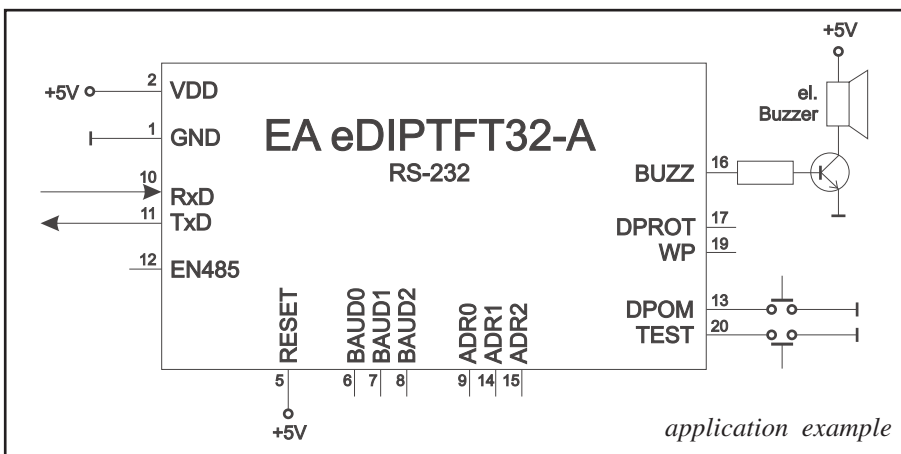 +5V
el.
Buzzer
+5V
2 VDD
1 GND
EA eDIPTFT32-A
RS-232
10 RxD
11 TxD
12 EN485
BUZZ 16
DPROT 17
WP 19
DPOM 13
TEST 20
RESET
BAUD0
BAUD1
BAUD2
ADR0
ADR1
ADR2
5
6
7
8
9
14
15
+5V
application example